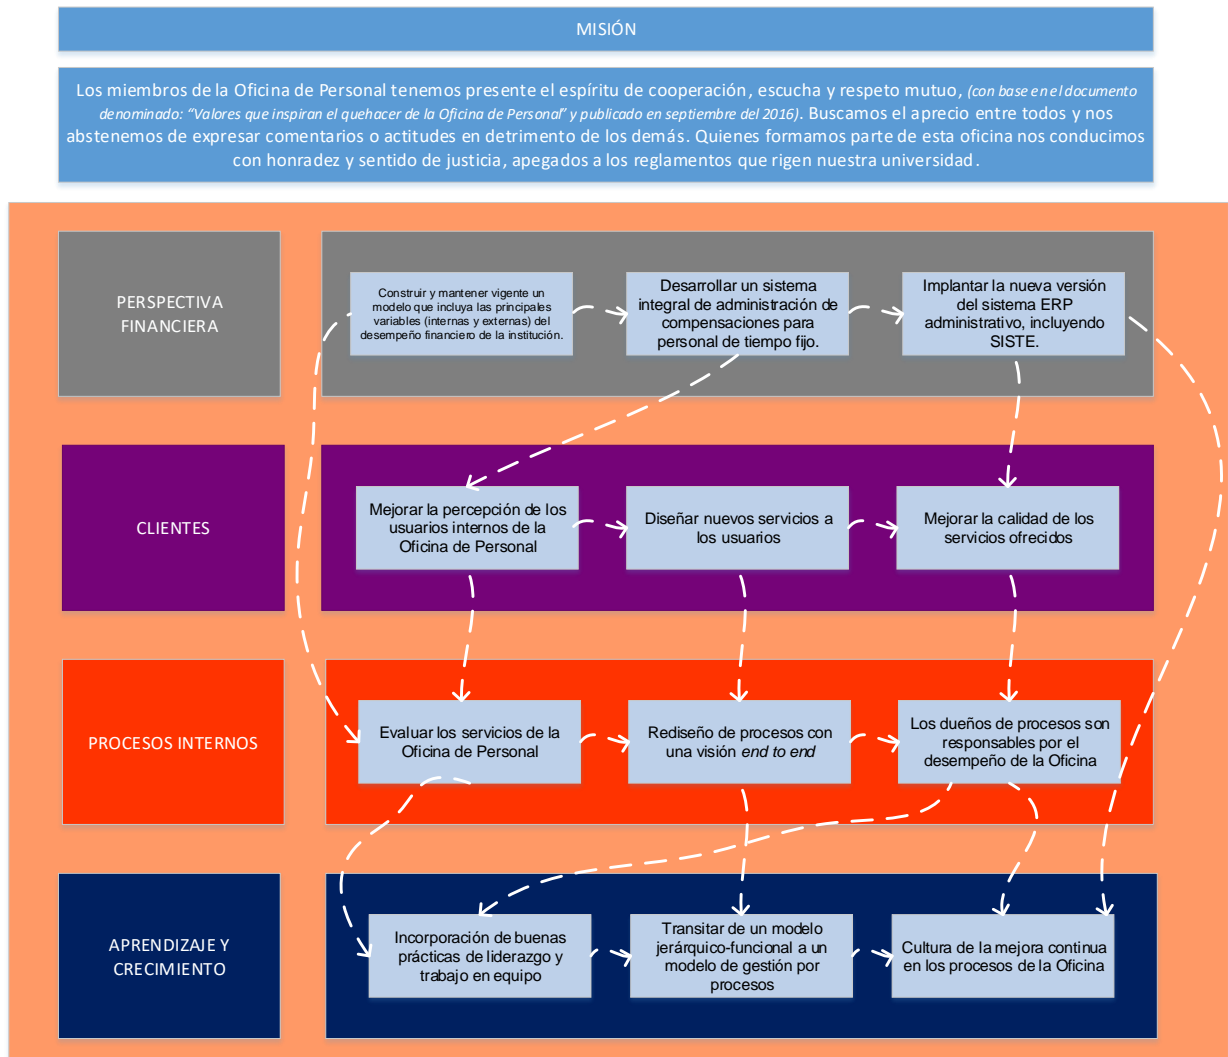 MISIÓN
Los miembros de la Oficina de Personal tenemos presente el espíritu de cooperación, escucha y respeto mutuo, (con base en el documento
denominado: “Valores que inspiran el quehacer de la Oficina de Personal” y publicado en septiembre del 2016). Buscamos el aprecio entre todos y nos
abstenemos de expresar comentarios o actitudes en detrimento de los demás. Quienes formamos parte de esta oficina nos conducimos
con honradez y sentido de justicia, apegados a los reglamentos que rigen nuestra universidad.
PERSPECTIVA
FINANCIERA
Construir y mantener vigente un
modelo que incluya las principales
variables (internas y externas) del
desempeño financiero de la institución.
Desarrollar un sistema
integral de administración de
compensaciones para
personal de tiempo fijo.
Implantar la nueva versión
del sistema ERP
administrativo, incluyendo
SISTE.
CLIENTES
Mejorar la percepción de los
usuarios internos de la
Oficina de Personal
Diseñar nuevos servicios a
los usuarios
Mejorar la calidad de los
servicios ofrecidos
PROCESOS INTERNOS
Evaluar los servicios de la
Oficina de Personal
Rediseño de procesos con
una visión end to end
Los dueños de procesos son
responsables por el
desempeño de la Oficina
APRENDIZAJE Y
CRECIMIENTO
Incorporación de buenas
prácticas de liderazgo y
trabajo en equipo
Transitar de un modelo
jerárquico-funcional a un
modelo de gestión por
procesos
Cultura de la mejora continua
en los procesos de la Oficina